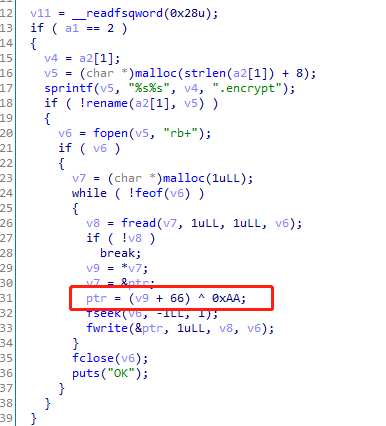 12 v11 = __readfsqword(0x28u);
13 if ( a1 == 2 )
14 {
15 v4 = a2[1];
16 v5 = (char *)malloc(strlen(a2[1]) + 8);
17 sprintf(v5, "%s%s", v4, ".encrypt");
18 if ( !rename(a2[1], v5) )
19 {
20 v6 = fopen(v5, "rb+");
21 if ( v6 )
22 {
23 v7 = (char *)malloc(1uLL);
24 while ( !feof(v6) )
25 {
26 v8 = fread(v7, 1uLL, 1uLL, v6);
27 if ( !v8 )
28 break;
29 v9 = *v7;
30 v7 = &ptr;
31 ptr = (v9 + 66) ^ 0xAA;
32 fseek(v6, -1LL, 1);
33 fwrite(&ptr, 1uLL, v8, v6);
34 }
35 fclose(v6);
36 puts("OK");
37 }
38 }
39 }